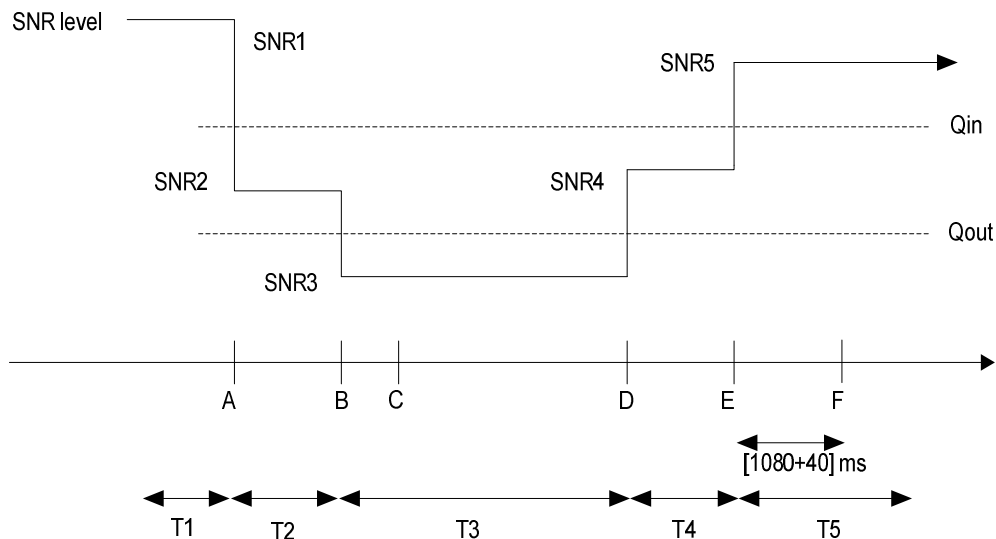 SNR level
SNR1
SNR5
Qin
SNR2
SNR4
Qout
SNR3
A B C D E F
[1080+40] ms
T1 T2 T3 T4 T5